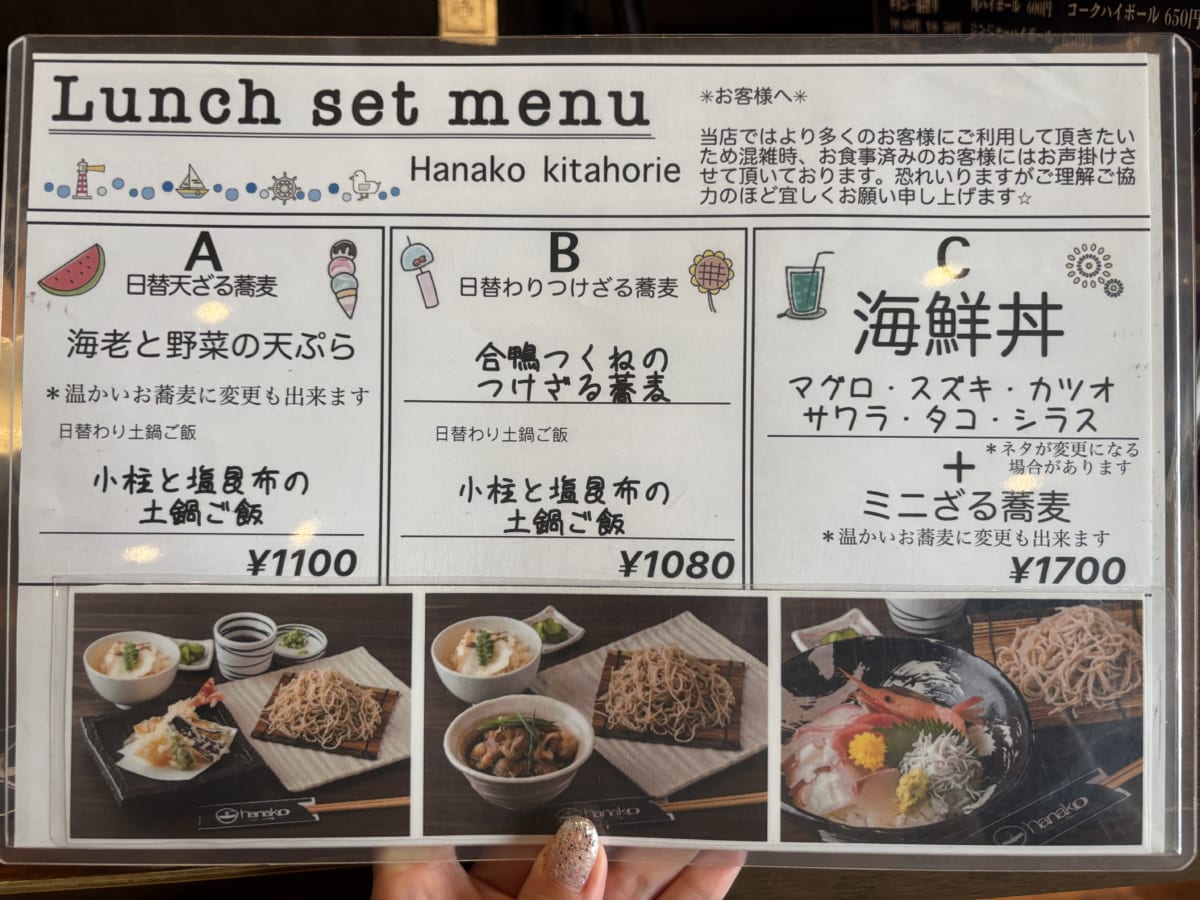 ルハイボール 600円
コークハイボール 650円
Lunch set menu
Hanako kitahorie
✳お客様へ✳
当店ではより多くのお客様にご利用して頂きたい
ため混雑時、お食事済みのお客様にはお声掛けさ
せて頂いております。恐れいりますがご理解ご協
力のほど宜しくお願い申し上げます☆
A
日替天ざる蕎麦
海老と野菜の天ぷら
＊温かいお蕎麦に変更も出来ます
日替わり土鍋ご飯
小柱と塩昆布の
土鍋ご飯
¥1100
B
日替わりつけざる蕎麦
合鴨つくねの
つけざる蕎麦
日替わり土鍋ご飯
小柱と塩昆布の
土鍋ご飯
¥1080
C
海鮮丼
マグロ・スズキ・カツオ
サワラ・タコ・シラス
＊ネタが変更になる
場合があります
+
ミニざる蕎麦
＊温かいお蕎麦に変更も出来ます
¥1700
hanako
hanako
hanako